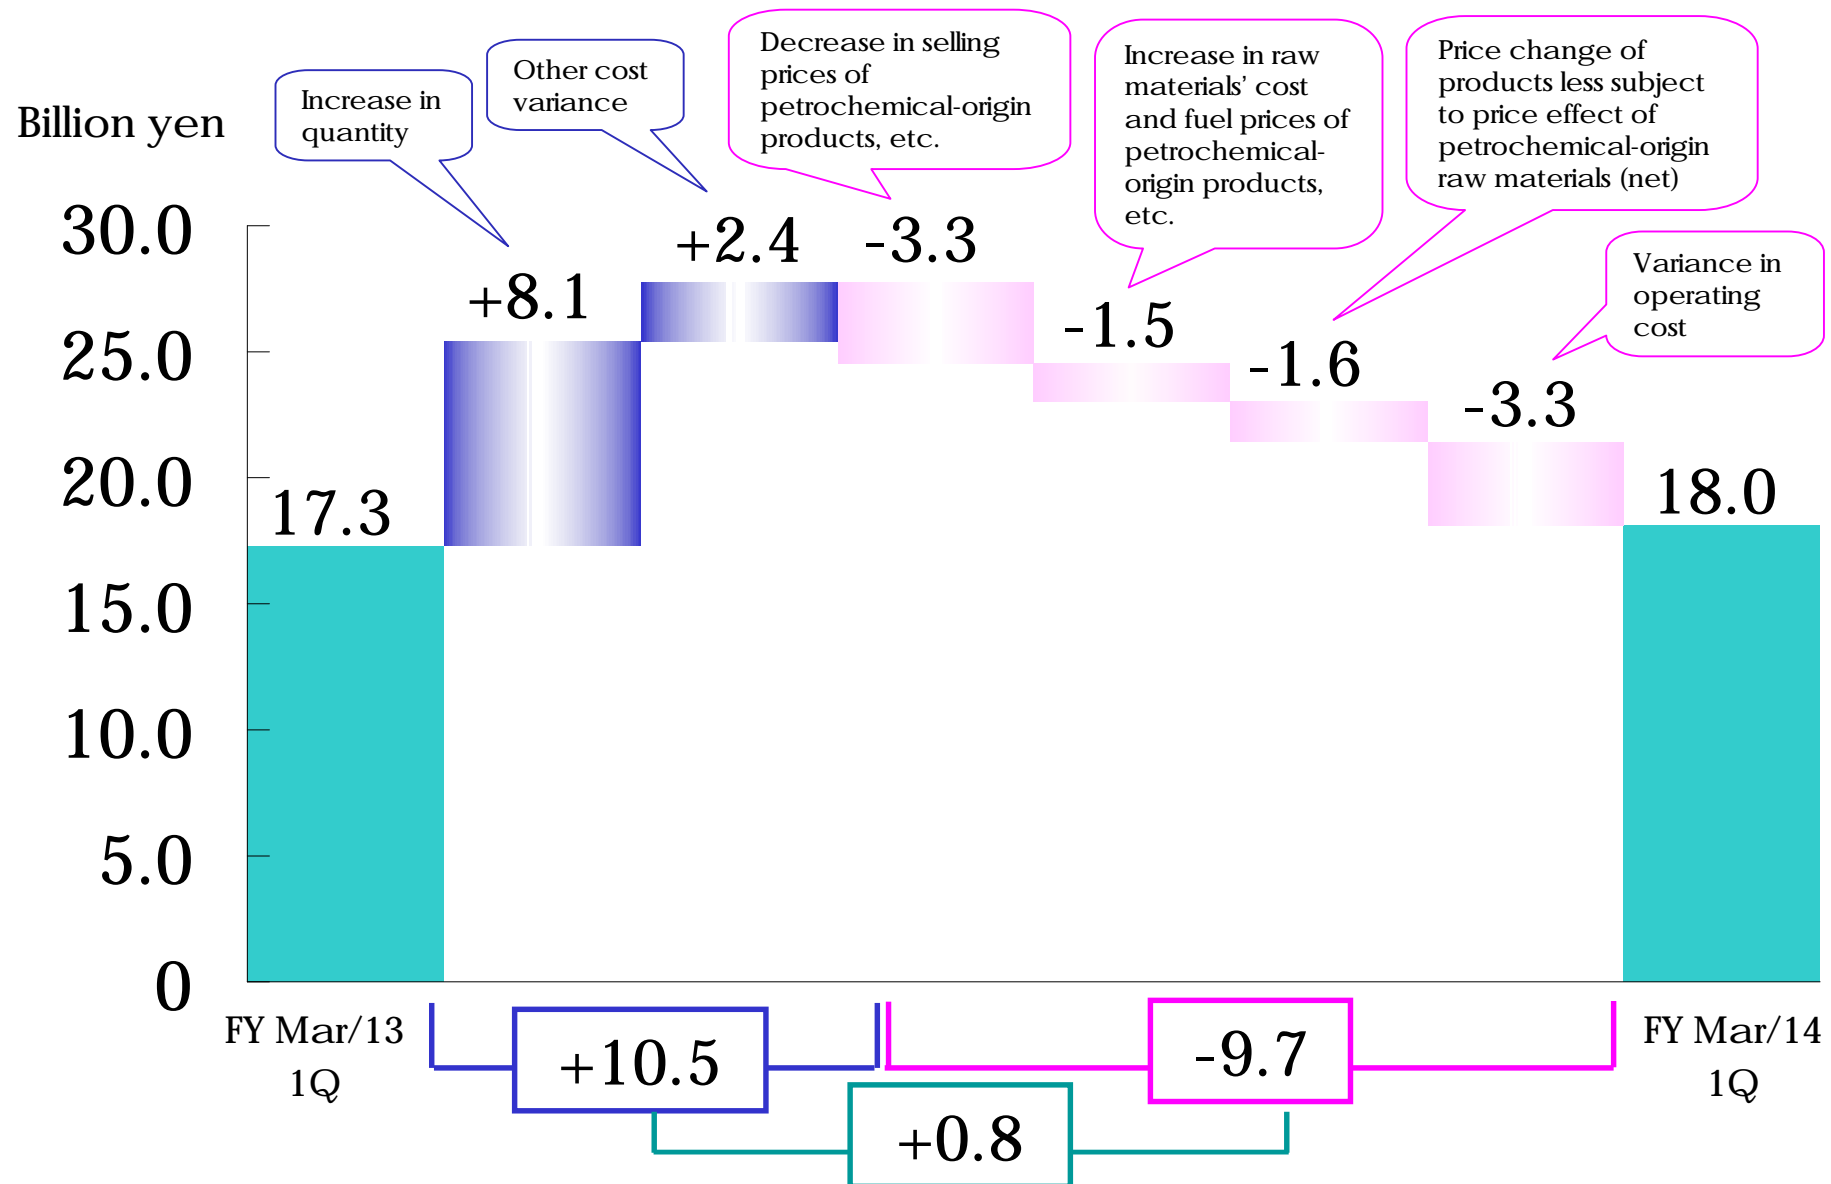 Billion yen
Increase in
quantity
Other cost
variance
Decrease in selling
prices of
petrochemical-origin
products, etc.
Increase in raw
materials' cost
and fuel prices of
petrochemical-
origin products,
etc.
Price change of
products less subject
to price effect of
petrochemical-origin
raw materials (net)
Variance in
operating
cost
30.0
25.0
20.0
15.0
10.0
5.0
0
17.3
+8.1
+2.4
-3.3
-1.5
-1.6
-3.3
18.0
FY Mar/13
1Q
FY Mar/14
1Q
+10.5
-9.7
+0.8